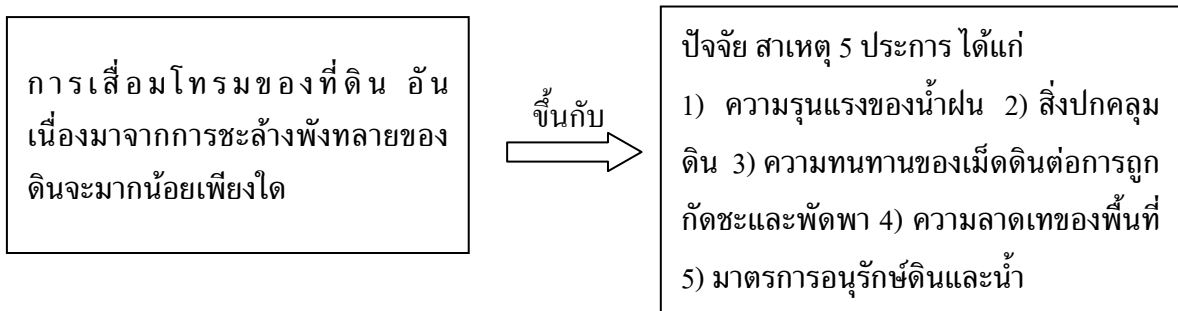 การเสื่อมโทรมของที่ดิน อัน
เนื่องมาจากการชะล้างพังทลายของ
ดินจะมากน้อยเพียงใด
ขึ้นกับ
ปัจจัย สาเหตุ 5 ประการ ได้แก่
1) ความรุนแรงของน้ำฝน 2) สิ่งปกคลุม
ดิน 3) ความทนทานของเม็ดดินต่อการถูก
กัดชะและพัดพา 4) ความลาดเทของพื้นที่
5) มาตรการอนุรักษ์ดินและน้ำ